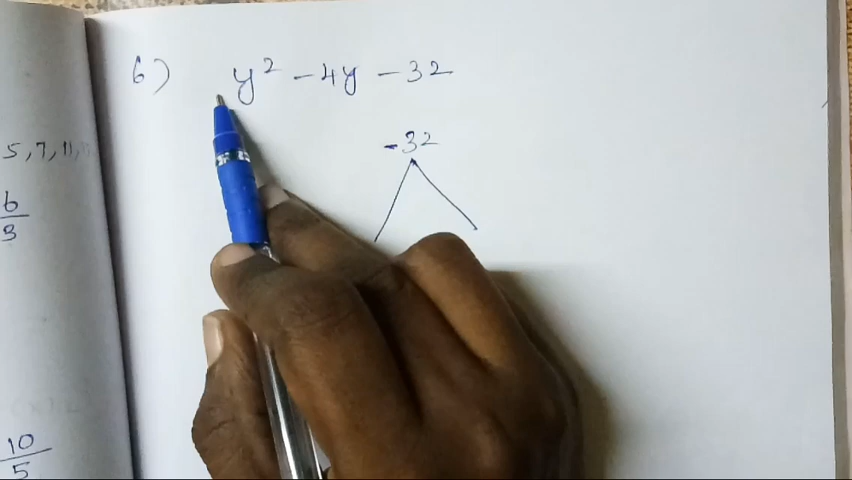 5, 7, 11,
6
3
10
5
6) y² - 4y - 32
-32